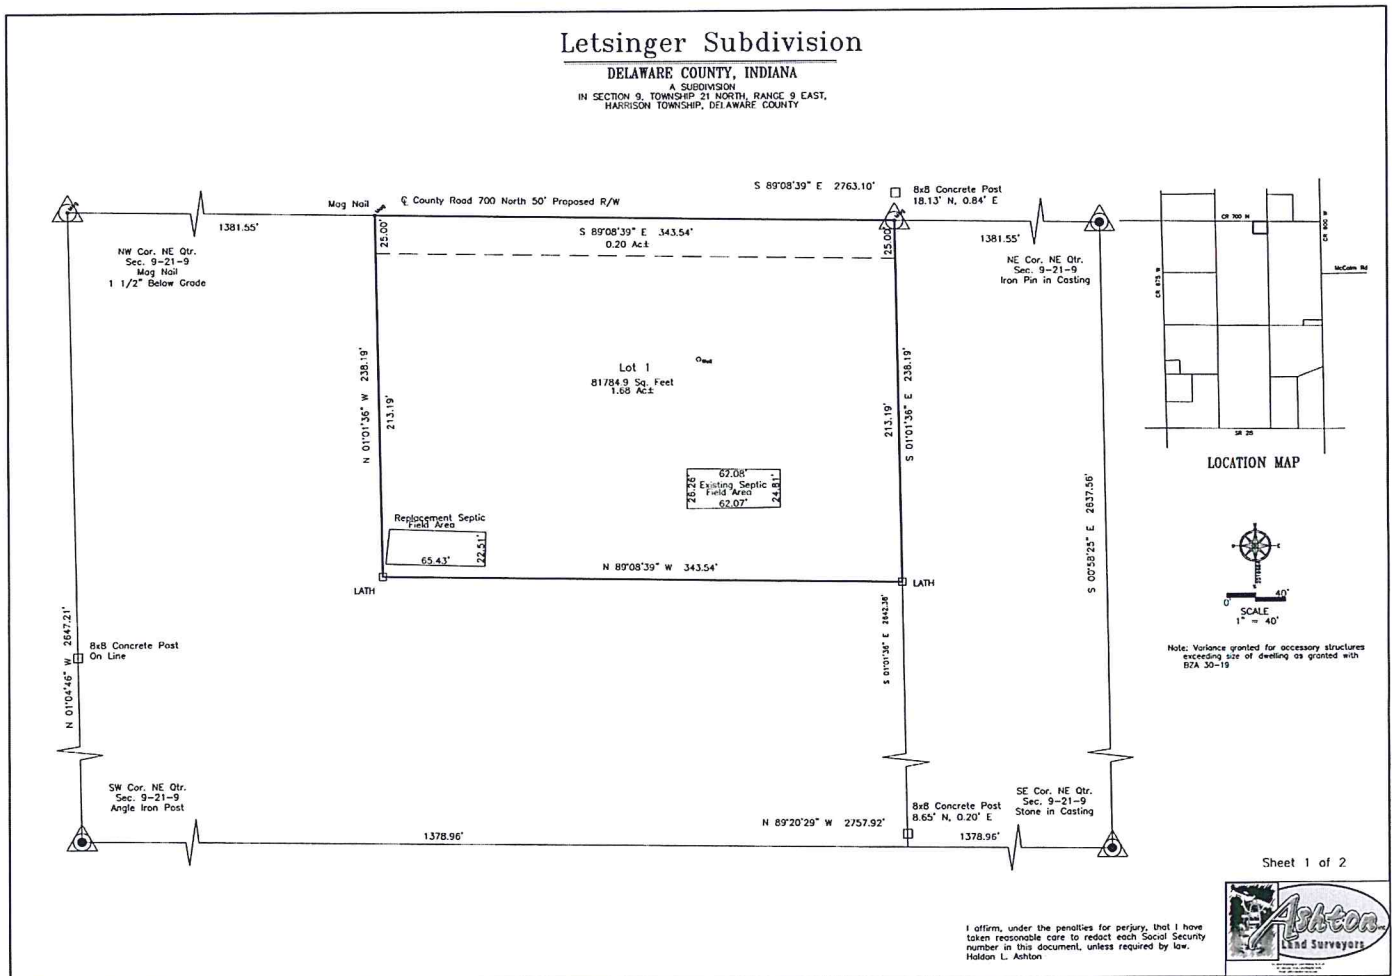 Letsinger Subdivision
DELAWARE COUNTY, INDIANA
A SUBDIVISION
IN SECTION 9, TOWNSHIP 21 NORTH, RANGE 9 EAST,
HARRISON TOWNSHIP, DELAWARE COUNTY
S 89°08'39" E 2763.10'
8x8 Concrete Post
18.13' N, 0.84' E
Mag Nail
℄ County Road 700 North 50' Proposed R/W
1381.55'
S 89°08'39" E 343.54'
0.20 Ac±
25.00'
25.00'
1381.55'
NW Cor. NE Qtr.
Sec. 9-21-9
Mag Nail
1 1/2" Below Grade
NE Cor. NE Qtr.
Sec. 9-21-9
Iron Pin in Casting
CR 700 N
CR 600 W
McColm Rd
CR 675 W
SR 28
LOCATION MAP
N 01°01'36" W 238.19'
213.19'
Lot 1
81784.9 Sq. Feet
1.68 Ac±
Well
213.19'
S 01°01'36" E 238.19'
62.08'
26.26'
Existing Septic
Field Area
24.81'
62.07'
Replacement Septic
Field Area
65.43'
22.51'
N 89°08'39" W 343.54'
LATH
LATH
S 00°58'25" E 2637.56'
0'
40'
SCALE
1" = 40'
Note: Variance granted for accessory structures
exceeding size of dwelling as granted with
BZA 30-19
N 01°04'46" W 2647.21'
8x8 Concrete Post
On Line
S 01°01'36" E 2642.38'
SW Cor. NE Qtr.
Sec. 9-21-9
Angle Iron Post
1378.96'
N 89°20'29" W 2757.92'
8x8 Concrete Post
8.65' N, 0.20' E
SE Cor. NE Qtr.
Sec. 9-21-9
Stone in Casting
1378.96'
Sheet 1 of 2
I affirm, under the penalties for perjury, that I have
taken reasonable care to redact each Social Security
number in this document, unless required by law.
Haldon L. Ashton
Ashton
Land Surveyors